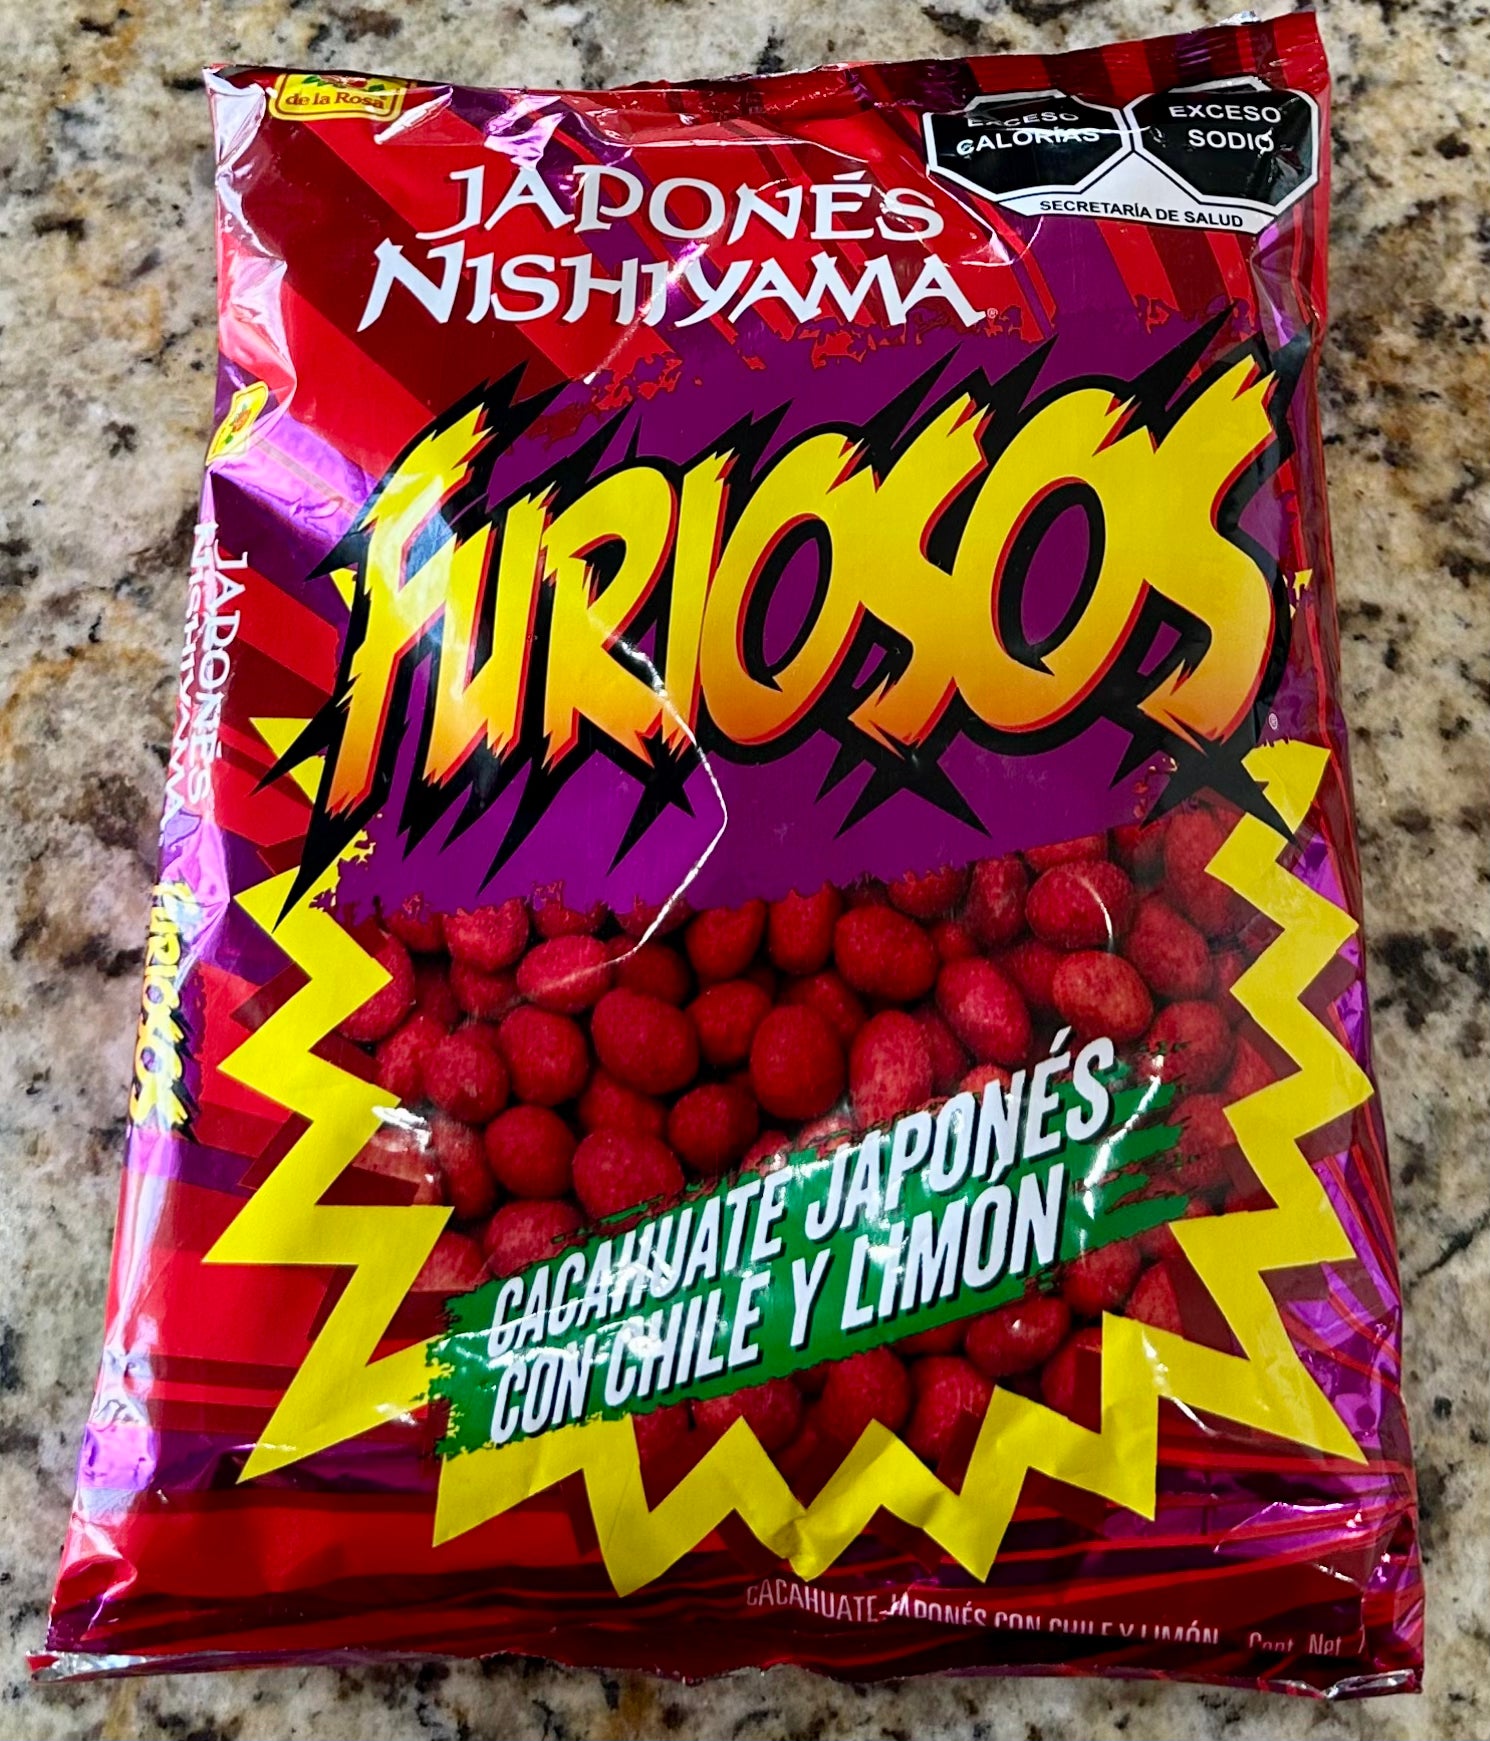 de la Rosa
EXCESO
CALORÍAS
EXCESO
SODIO
SECRETARÍA DE SALUD
JAPONÉS
NISHIYAMA®
FURIOSOS®
CACAHUATE JAPONÉS
CON CHILE Y LIMÓN
CACAHUATE JAPONÉS CON CHILE Y LIMÓN Cont. Net.
JAPONÉS
NISHIYAMA
FURIOSOS